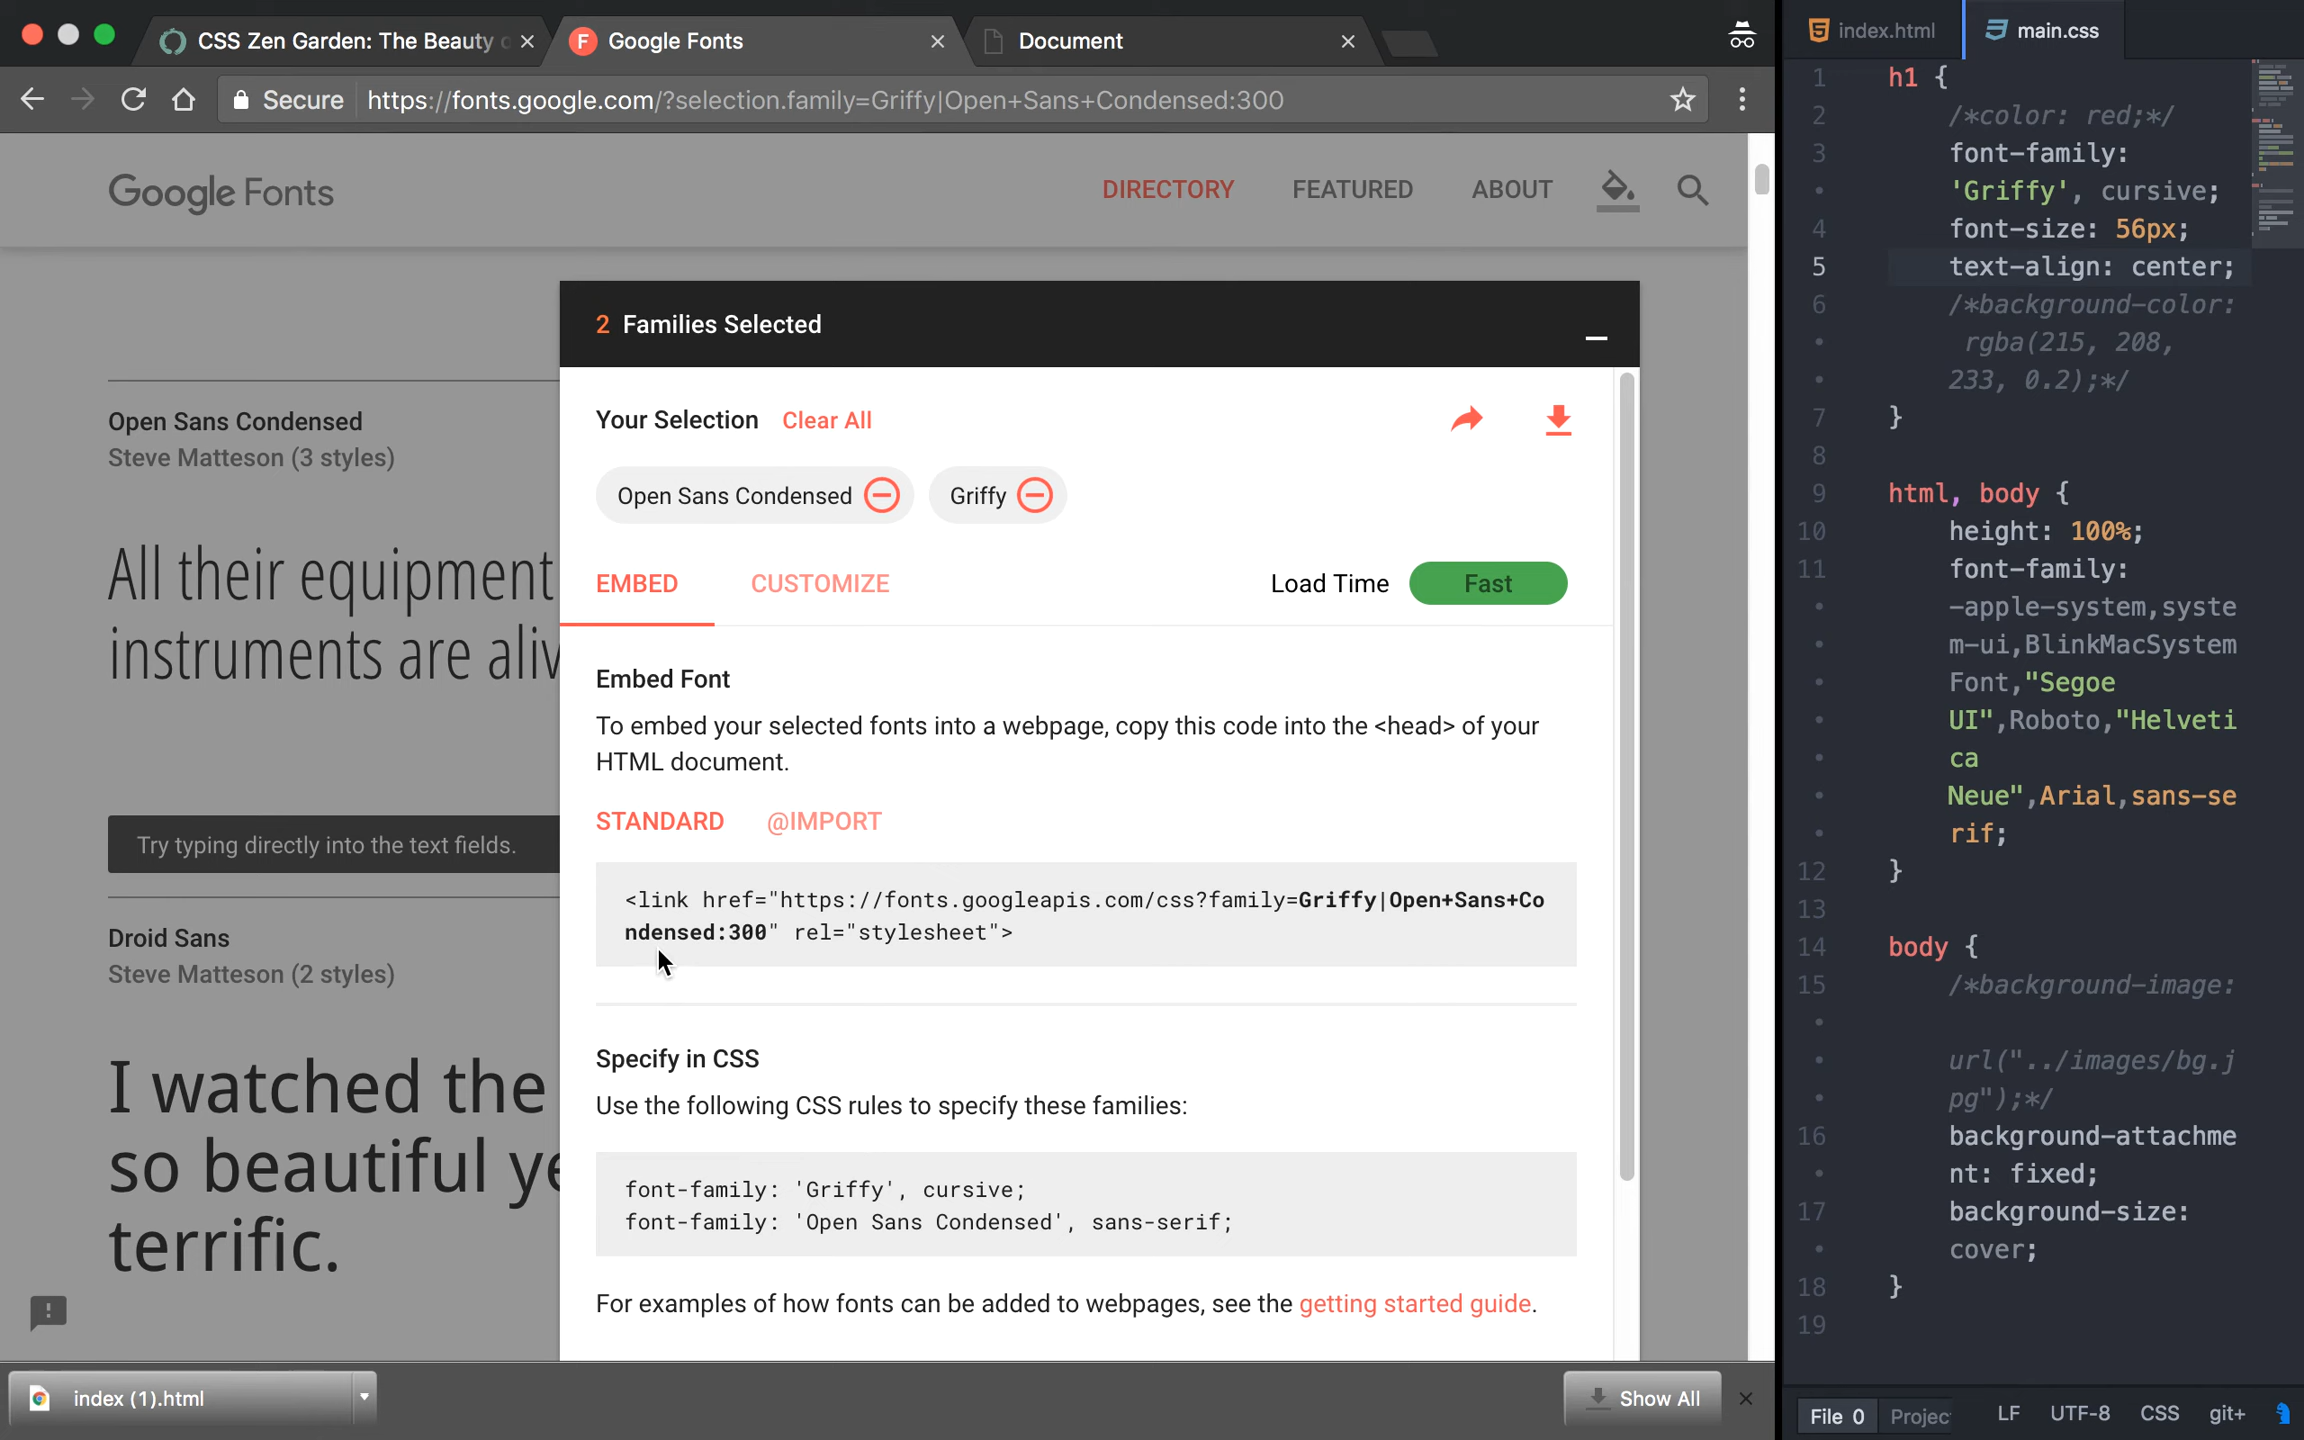 CSS Zen Garden: The Beauty
Google Fonts
Document
Secure
https://fonts.google.com/?selection.family=Griffy|Open+Sans+Condensed:300
Google Fonts
DIRECTORY
FEATURED
ABOUT
Open Sans Condensed
Steve Matteson (3 styles)
All their equipment
instruments are aliv
Try typing directly into the text fields.
Droid Sans
Steve Matteson (2 styles)
I watched the
so beautiful ye
terrific.
2 Families Selected
Your Selection Clear All
Open Sans Condensed
Griffy
EMBED
CUSTOMIZE
Load Time Fast
Embed Font
To embed your selected fonts into a webpage, copy this code into the <head> of your
HTML document.
STANDARD
@IMPORT
<link href="https://fonts.googleapis.com/css?family=Griffy|Open+Sans+Co
ndensed:300" rel="stylesheet">
Specify in CSS
Use the following CSS rules to specify these families:
font-family: 'Griffy', cursive;
font-family: 'Open Sans Condensed', sans-serif;
For examples of how fonts can be added to webpages, see the getting started guide.
index (1).html
Show All
index.html
main.css
1 h1 {
2 /*color: red;*/
3 font-family:
'Griffy', cursive;
4 font-size: 56px;
5 text-align: center;
6 /*background-color:
rgba(215, 208,
233, 0.2);*/
7 }
8
9 html, body {
10 height: 100%;
11 font-family:
-apple-system,syste
m-ui,BlinkMacSystem
Font,"Segoe
UI",Roboto,"Helveti
ca
Neue",Arial,sans-se
rif;
12 }
13
14 body {
15 /*background-image:
url("../images/bg.j
pg");*/
16 background-attachme
nt: fixed;
17 background-size:
cover;
18 }
19
File 0
Projec
LF
UTF-8
CSS
git+